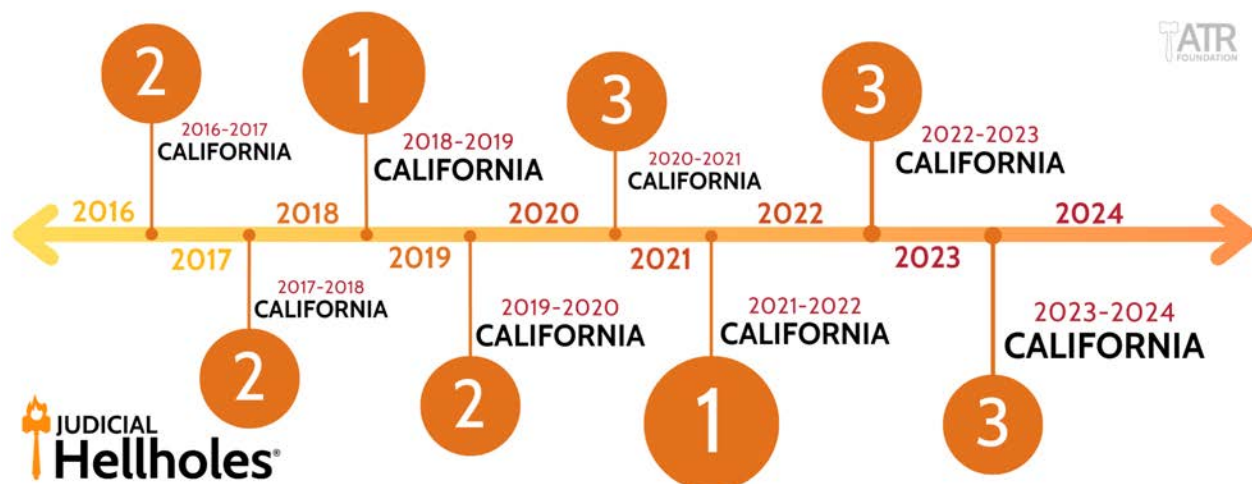 2
2016-2017
CALIFORNIA
1
2018-2019
CALIFORNIA
3
2020-2021
CALIFORNIA
3
2022-2023
CALIFORNIA
ATR
FOUNDATION
2016
2018
2020
2022
2024
2017
2019
2021
2023
2017-2018
CALIFORNIA
2
2019-2020
CALIFORNIA
2
2021-2022
CALIFORNIA
1
2023-2024
CALIFORNIA
3
JUDICIAL
Hellholes®